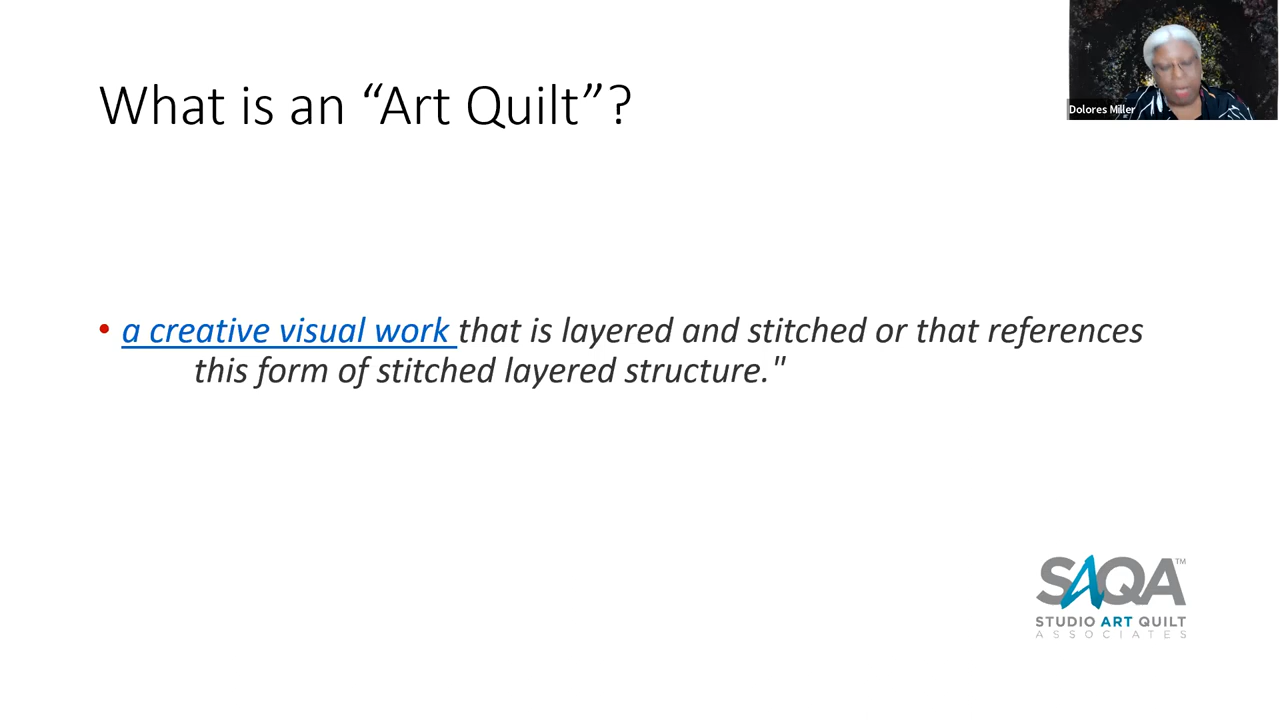 What is an “Art Quilt”?
Dolores Miller
• a creative visual work that is layered and stitched or that references
this form of stitched layered structure."
SAQA™
STUDIO ART QUILT
ASSOCIATES